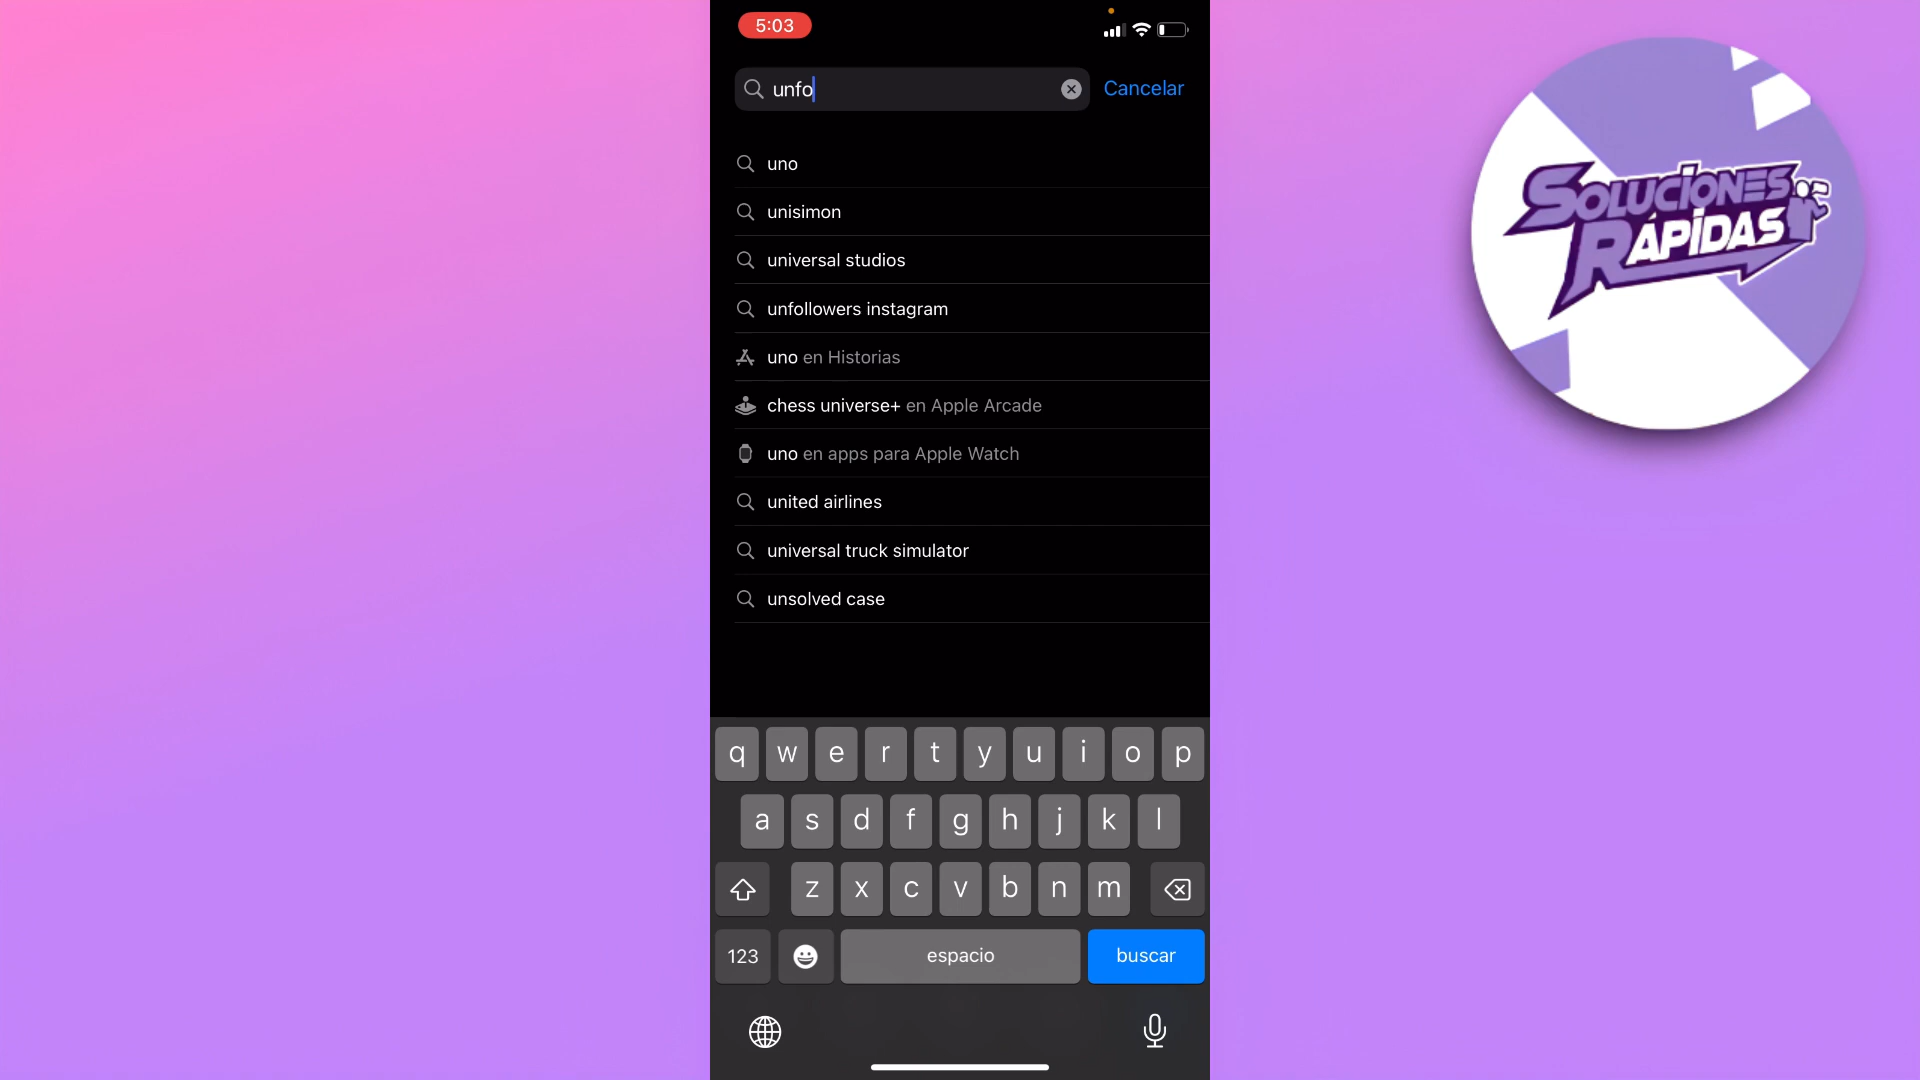 5:03
unfo
Cancelar
uno
unisimon
universal studios
unfollowers instagram
uno en Historias
chess universe+ en Apple Arcade
uno en apps para Apple Watch
united airlines
universal truck simulator
unsolved case
q w e r t y u i o p
a s d f g h j k l
z x c v b n m
123 espacio buscar
SOLUCIONES
RÁPIDAS